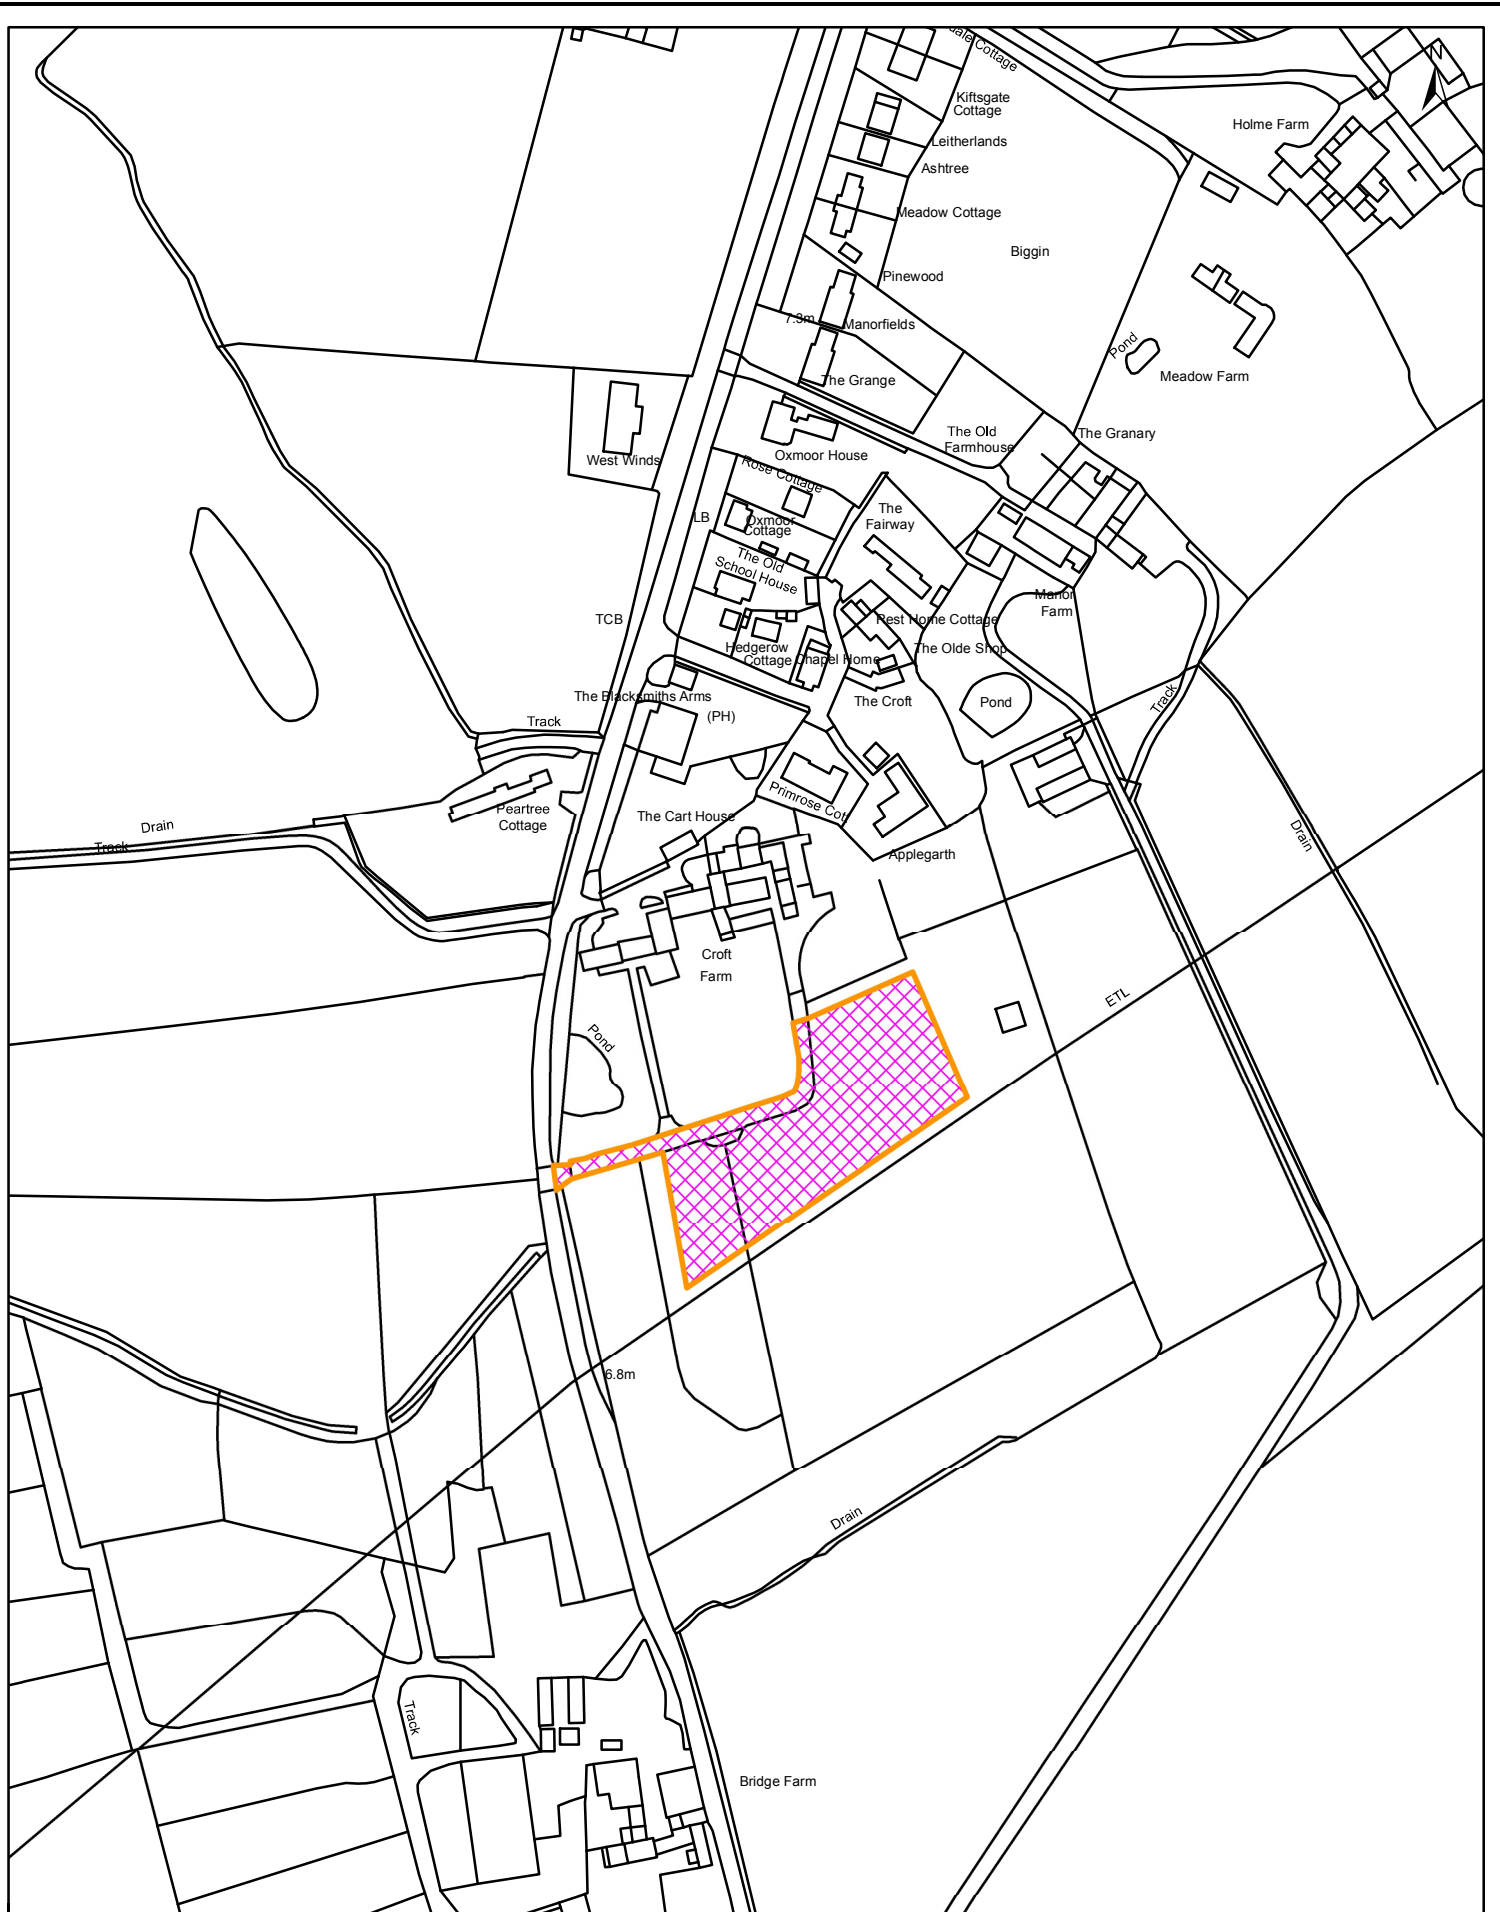 Cottage
N
Kiftsgate
Cottage
Holme Farm
Leitherlands
Ashtree
Meadow Cottage
Biggin
Pinewood
7.3m
Manorfields
Pond
The Grange
Meadow Farm
The Old
Farmhouse
The Granary
Oxmoor House
West Winds
Rose Cottage
LB
Oxmoor
Cottage
The
Fairway
The Old
School House
Manor
Farm
TCB
Rest Home Cottage
Hedgerow
Cottage
Chapel Home
The Olde Shop
The Blacksmiths Arms
(PH)
The Croft
Pond
Track
Track
Primrose Cott
Peartree
Cottage
The Cart House
Drain
Track
Drain
Applegarth
Croft
Farm
ETL
Pond
6.8m
Drain
Track
Bridge Farm